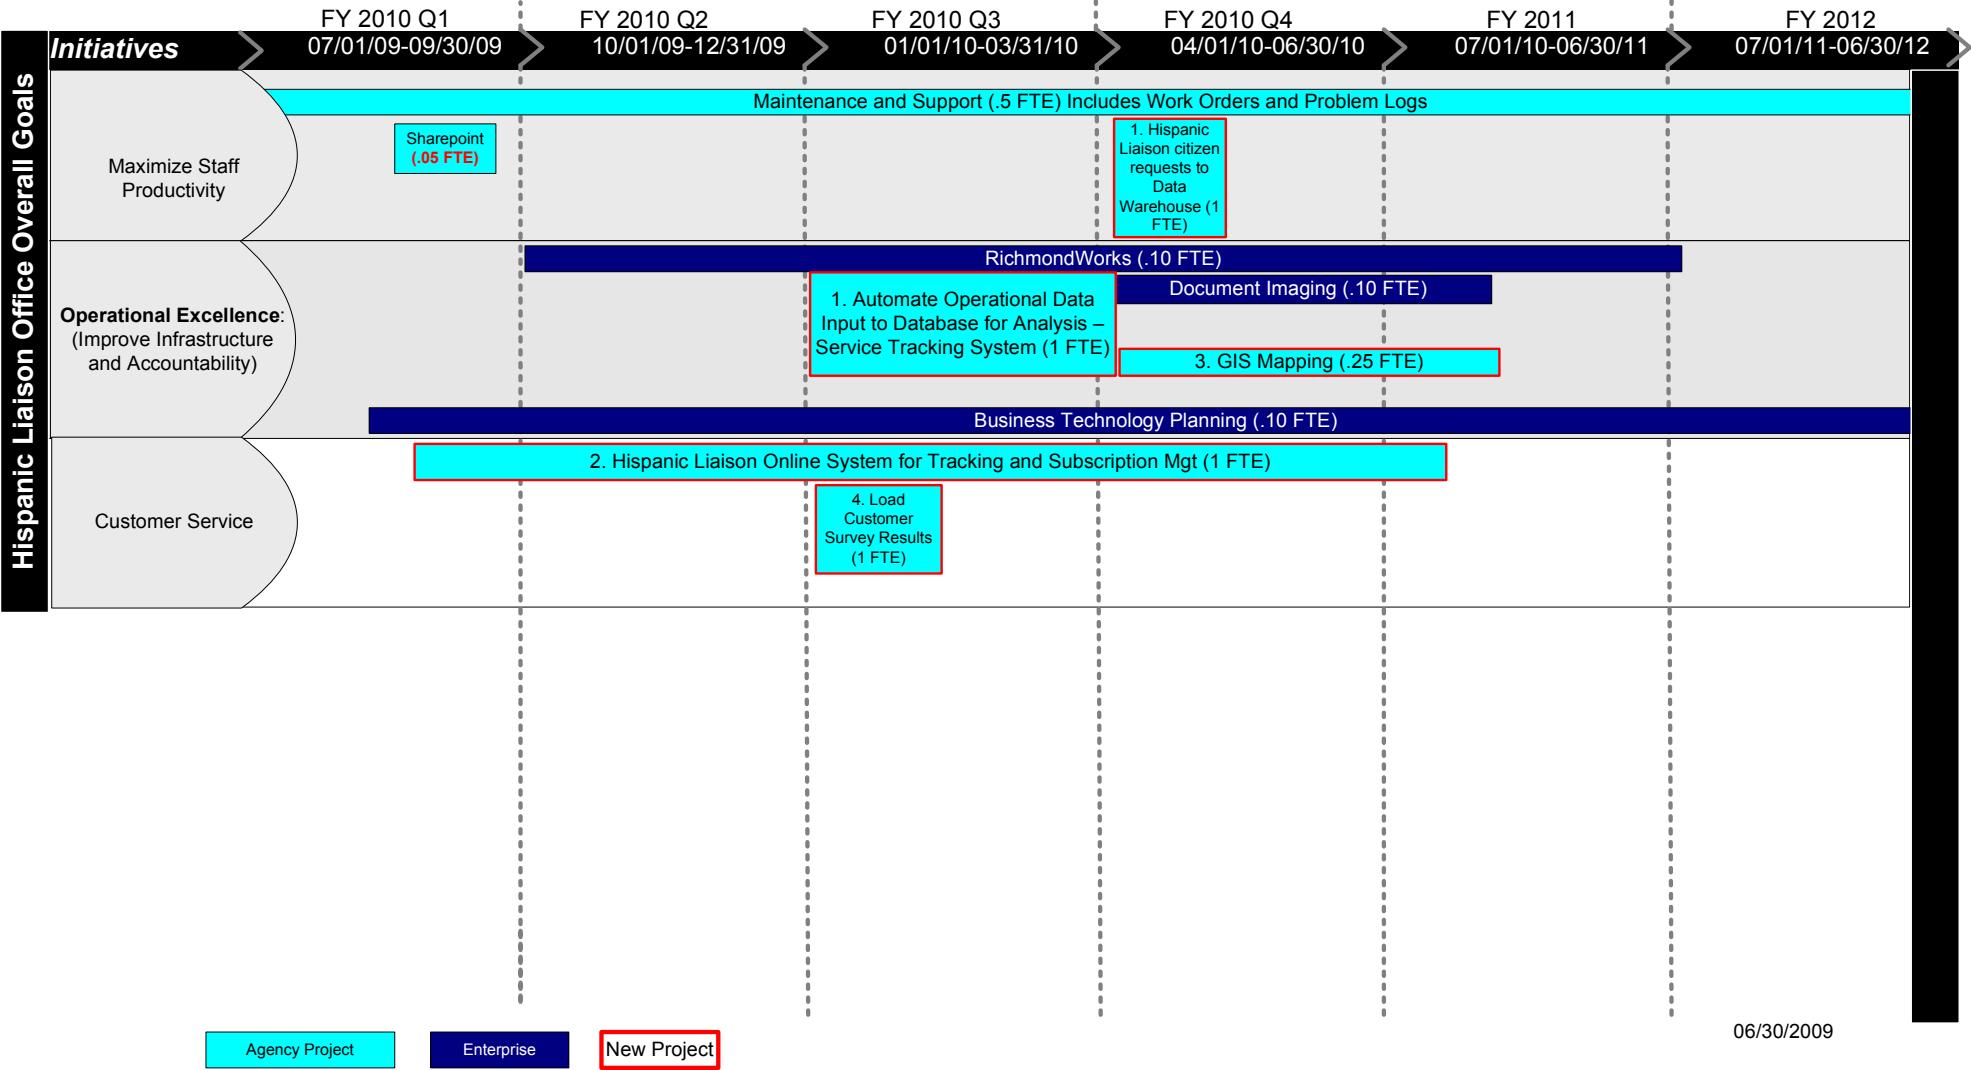 FY 2010 Q1
FY 2010 Q2
FY 2010 Q3
FY 2010 Q4
FY 2011
FY 2012
Initiatives
07/01/09-09/30/09
10/01/09-12/31/09
01/01/10-03/31/10
04/01/10-06/30/10
07/01/10-06/30/11
07/01/11-06/30/12
Hispanic Liaison Office Overall Goals
Maintenance and Support (.5 FTE) Includes Work Orders and Problem Logs
Maximize Staff
Productivity
Sharepoint
(.05 FTE)
1. Hispanic
Liaison citizen
requests to
Data
Warehouse (1
FTE)
Operational Excellence:
(Improve Infrastructure
and Accountability)
RichmondWorks (.10 FTE)
1. Automate Operational Data
Input to Database for Analysis –
Service Tracking System (1 FTE)
Document Imaging (.10 FTE)
3. GIS Mapping (.25 FTE)
Business Technology Planning (.10 FTE)
Customer Service
2. Hispanic Liaison Online System for Tracking and Subscription Mgt (1 FTE)
4. Load
Customer
Survey Results
(1 FTE)
Agency Project
Enterprise
New Project
06/30/2009